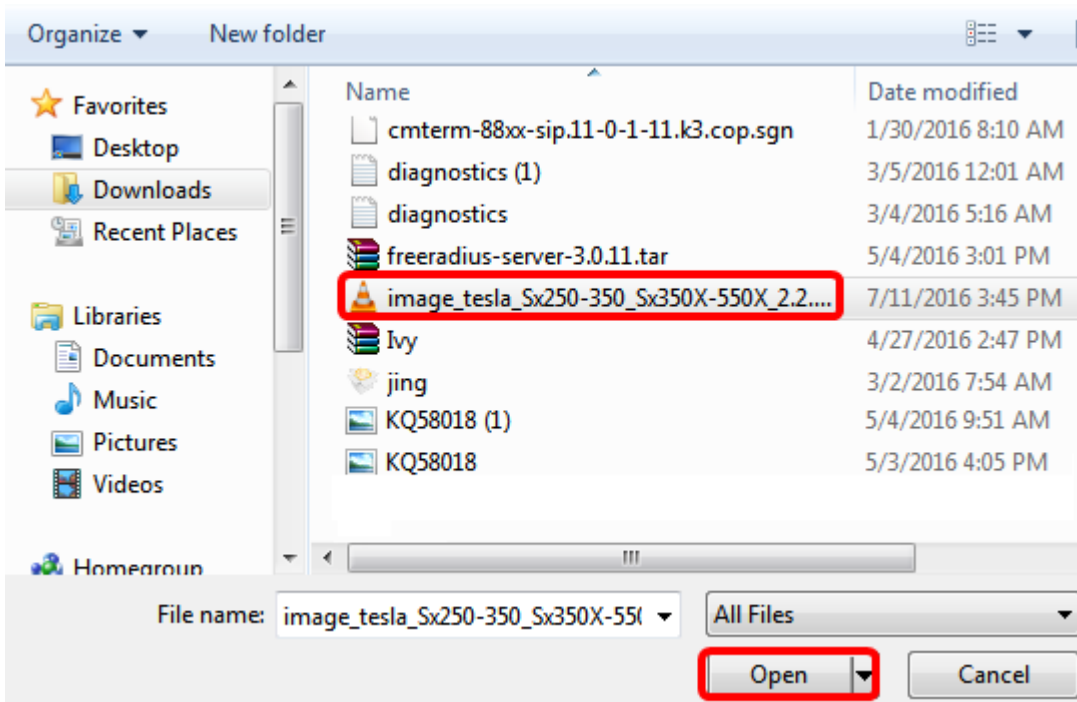 Organize New folder
Favorites
Desktop
Downloads
Recent Places
Libraries
Documents
Music
Pictures
Videos
Homegroup
Name Date modified
cmterm-88xx-sip.11-0-1-11.k3.cop.sgn 1/30/2016 8:10 AM
diagnostics (1) 3/5/2016 12:01 AM
diagnostics 3/4/2016 5:16 AM
freeradius-server-3.0.11.tar 5/4/2016 3:01 PM
image_tesla_Sx250-350_Sx350X-550X_2.2.... 7/11/2016 3:45 PM
Ivy 4/27/2016 2:47 PM
jing 3/2/2016 7:54 AM
KQ58018 (1) 5/4/2016 9:51 AM
KQ58018 5/3/2016 4:05 PM
File name: image_tesla_Sx250-350_Sx350X-55( All Files
Open Cancel